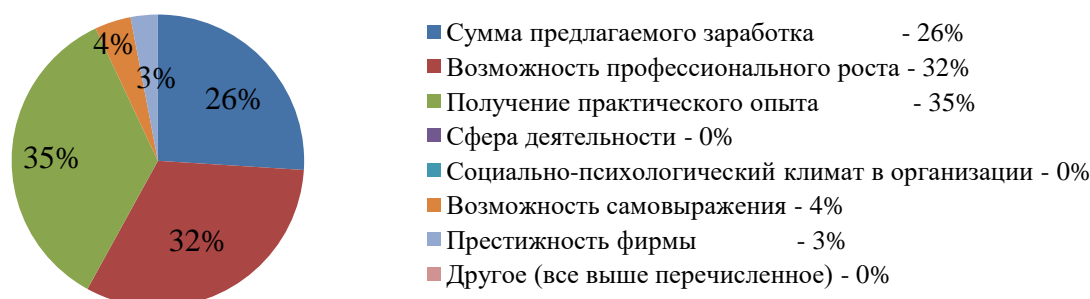 4%
3%
26%
35%
32%
Сумма предлагаемого заработка - 26%
Возможность профессионального роста - 32%
Получение практического опыта - 35%
Сфера деятельности - 0%
Социально-психологический климат в организации - 0%
Возможность самовыражения - 4%
Престижность фирмы - 3%
Другое (все выше перечисленное) - 0%